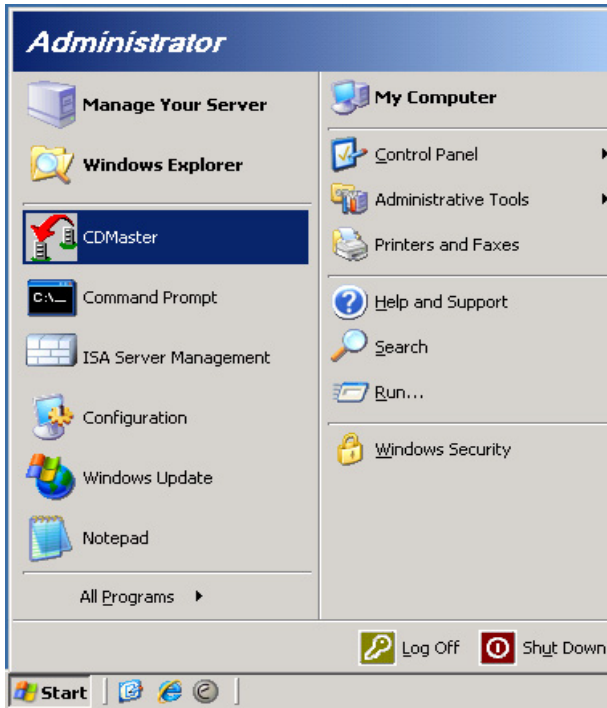 Administrator
Manage Your Server
Windows Explorer
CDMaster
C:\_
Command Prompt
ISA Server Management
Configuration
Windows Update
Notepad
All Programs
My Computer
Control Panel
Administrative Tools
Printers and Faxes
Help and Support
Search
Run...
Windows Security
Log Off
Shut Down
Start